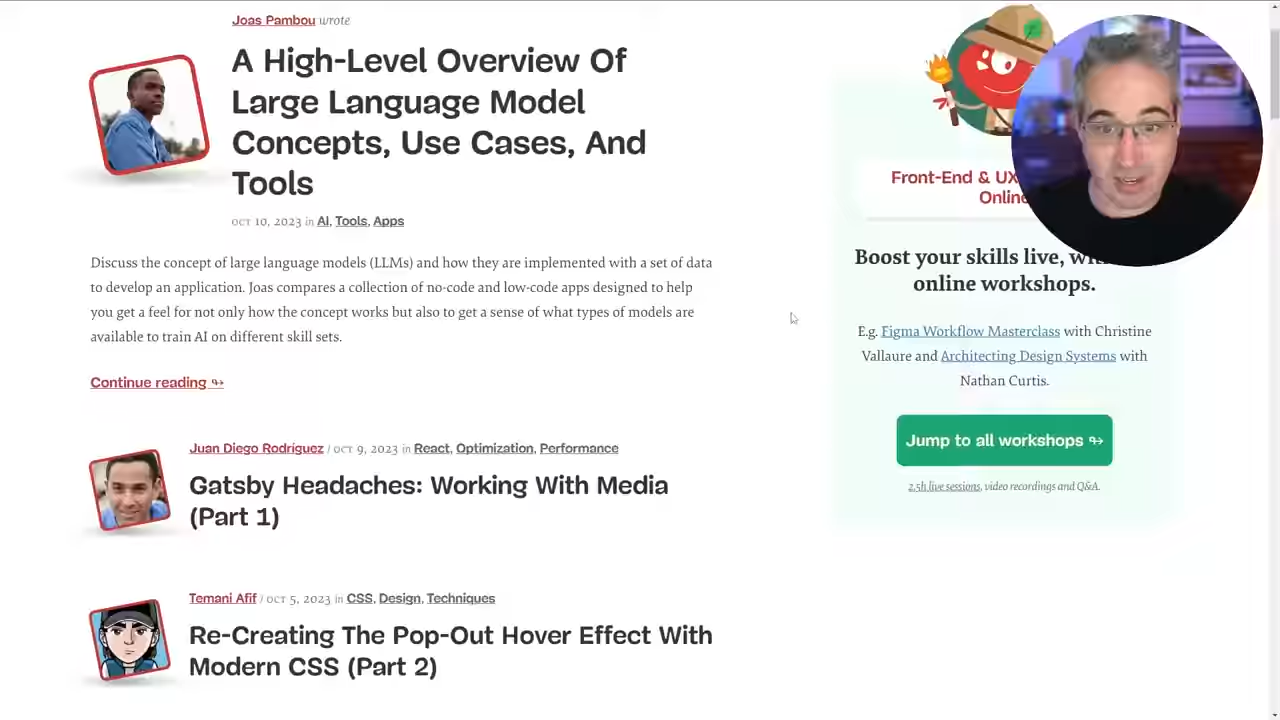 Joas Pambou wrote
A High-Level Overview Of
Large Language Model
Concepts, Use Cases, And
Tools
OCT 10, 2023 in AI, Tools, Apps
Discuss the concept of large language models (LLMs) and how they are implemented with a set of data
to develop an application. Joas compares a collection of no-code and low-code apps designed to help
you get a feel for not only how the concept works but also to get a sense of what types of models are
available to train AI on different skill sets.
Continue reading ↬
Juan Diego Rodríguez / OCT 9, 2023 in React, Optimization, Performance
Gatsby Headaches: Working With Media
(Part 1)
Temani Afif / OCT 5, 2023 in CSS, Design, Techniques
Re-Creating The Pop-Out Hover Effect With
Modern CSS (Part 2)
Front-End & UX
Online
Boost your skills live,
online workshops.
E.g. Figma Workflow Masterclass with Christine
Vallaure and Architecting Design Systems with
Nathan Curtis.
Jump to all workshops ↬
2.5h live sessions, video recordings and Q&A.